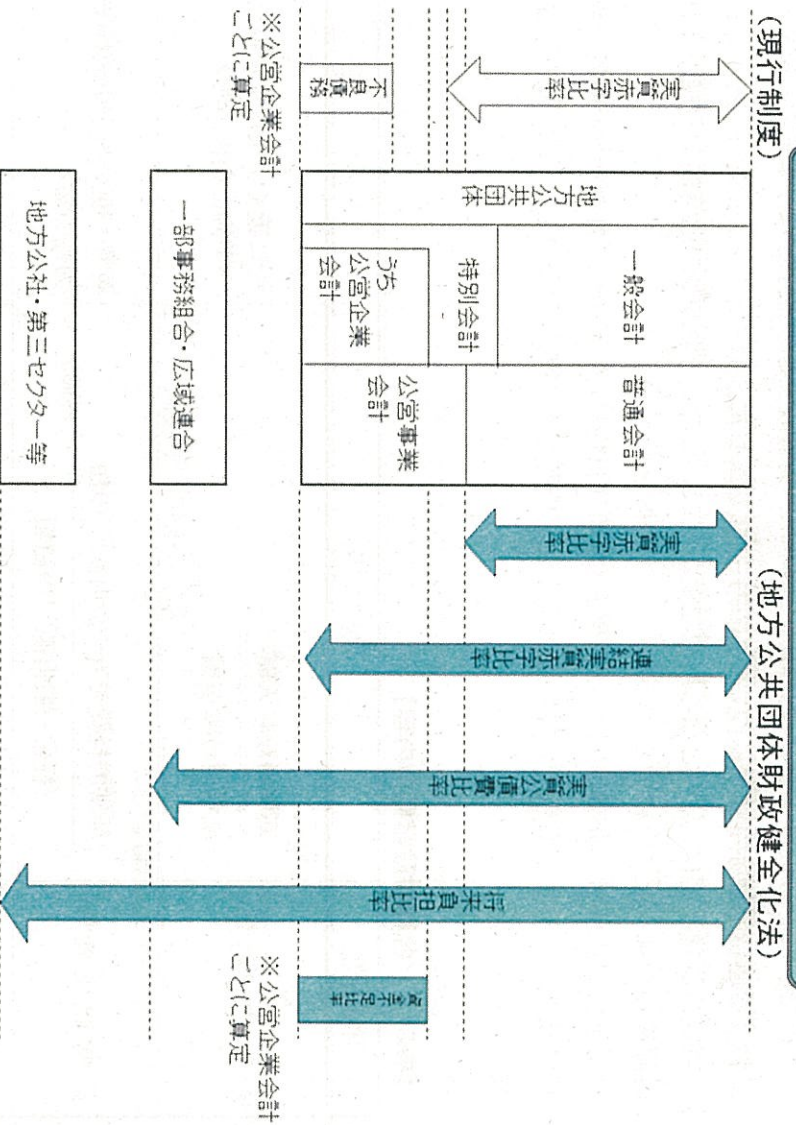 (現行制度)
(地方公共団体財政健全化法)
実質赤字比率
不良債務
※公営企業会計
ごとに算定
地方公共団体
一般会計
特別会計
うち
公営企業
会計
普通会計
公営事業
会計
一部事務組合・広域連合
地方公社・第三セクター等
実質赤字比率
連結実質赤字比率
実質公債費比率
将来負担比率
資金不足比率
※公営企業会計
ごとに算定